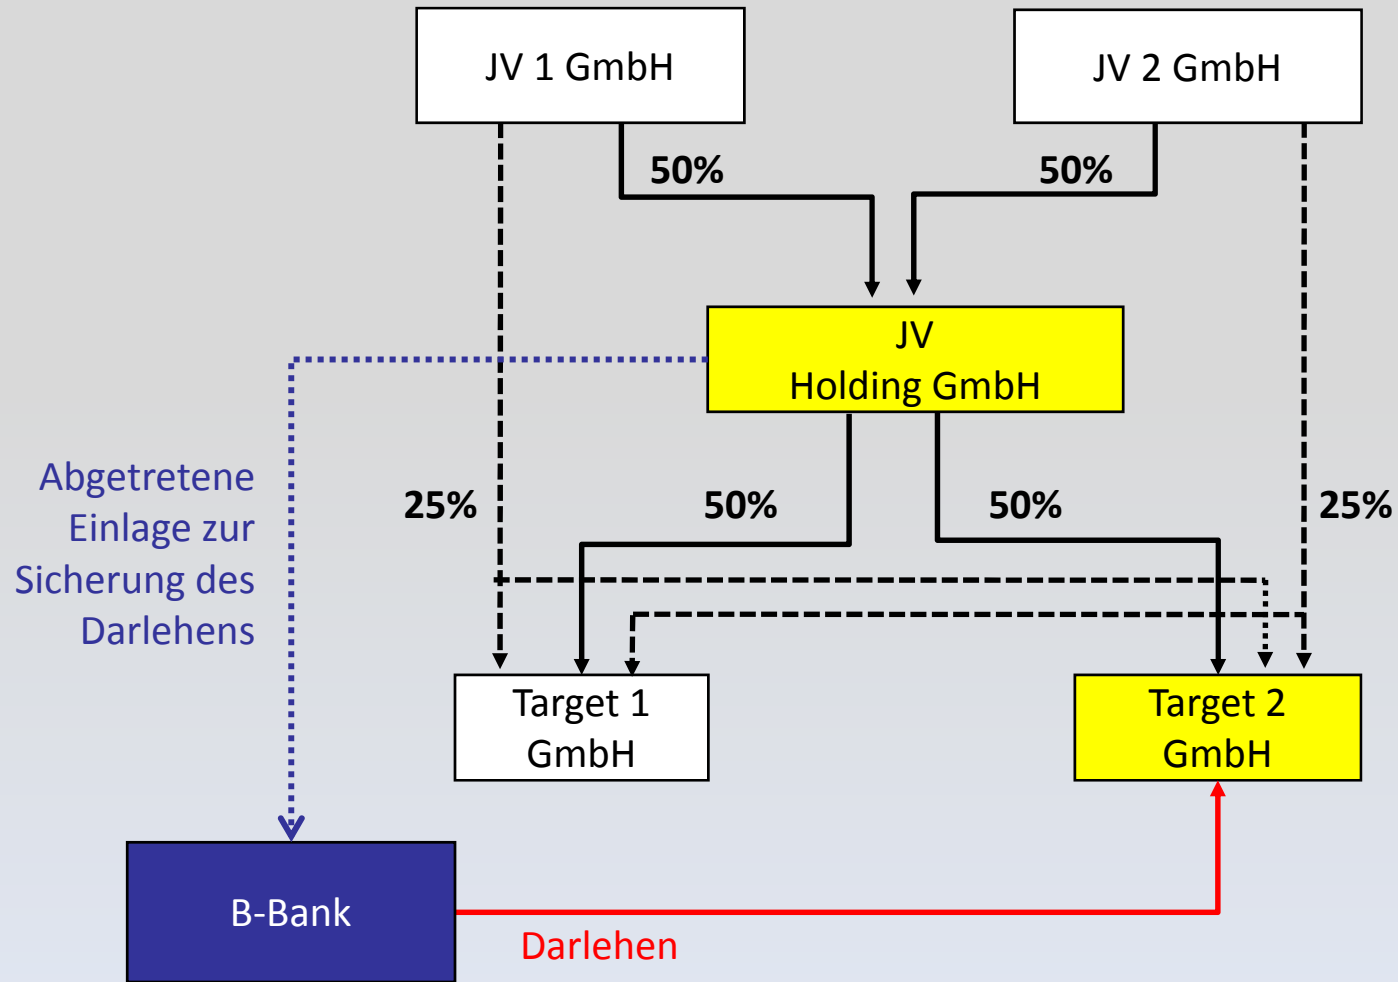 JV 1 GmbH
JV 2 GmbH
50%
50%
JV
Holding GmbH
Abgetretene
Einlage zur
Sicherung des
Darlehens
25%
50%
50%
25%
Target 1
GmbH
Target 2
GmbH
B-Bank
Darlehen